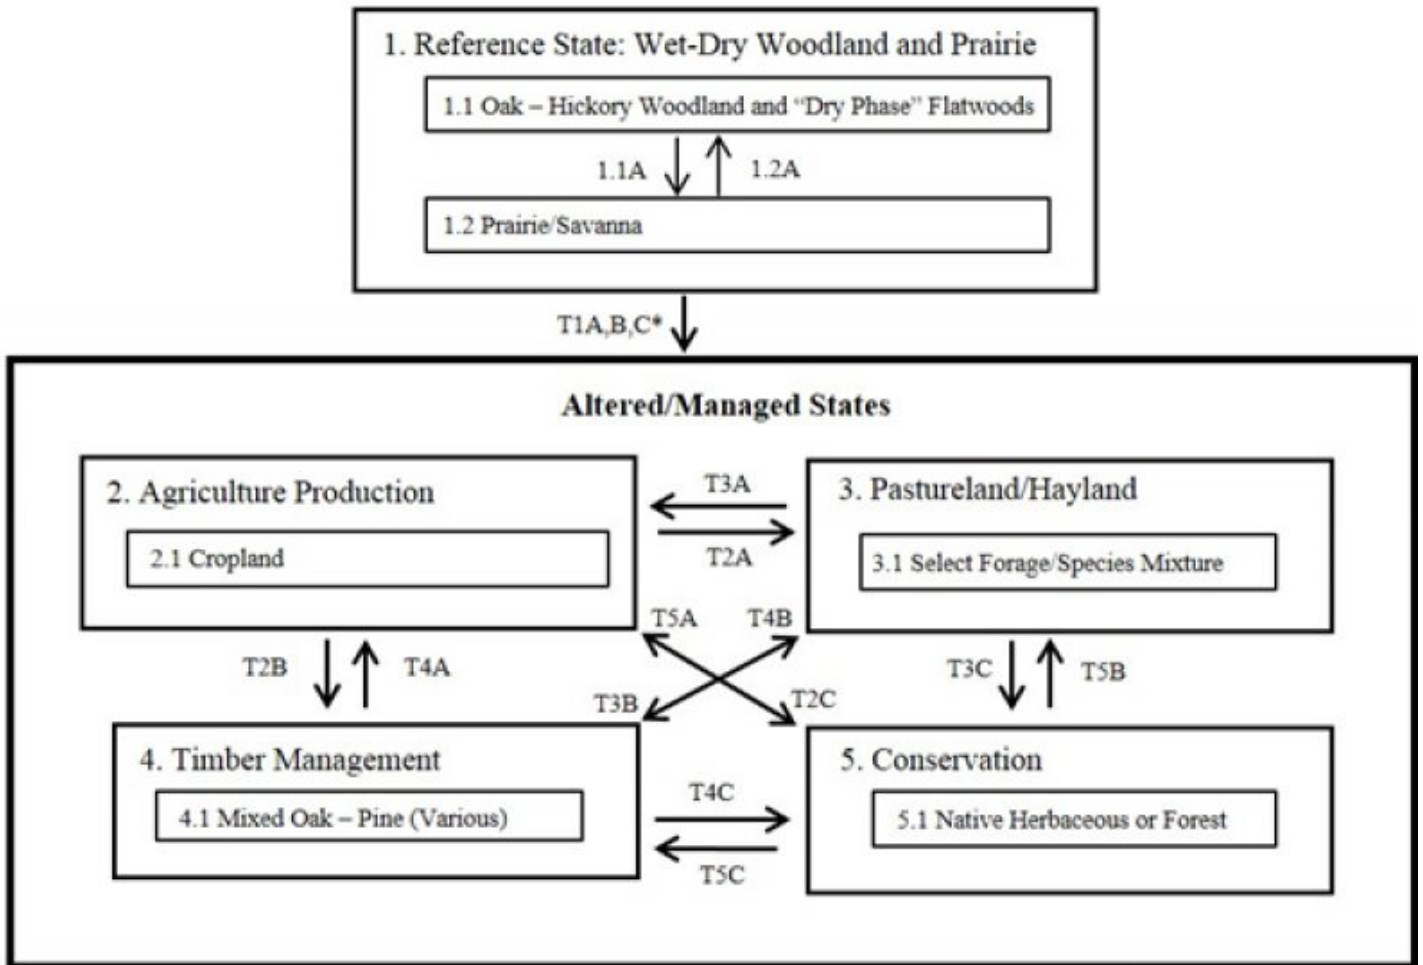 1. Reference State: Wet-Dry Woodland and Prairie
1.1 Oak – Hickory Woodland and “Dry Phase” Flatwoods
1.1A
1.2A
1.2 Prairie/Savanna
T1A,B,C*
Altered/Managed States
2. Agriculture Production
2.1 Cropland
T3A
T2A
3. Pastureland/Hayland
3.1 Select Forage/Species Mixture
T5A
T4B
T2B
T4A
T3C
T5B
T3B
T2C
4. Timber Management
4.1 Mixed Oak – Pine (Various)
T4C
T5C
5. Conservation
5.1 Native Herbaceous or Forest